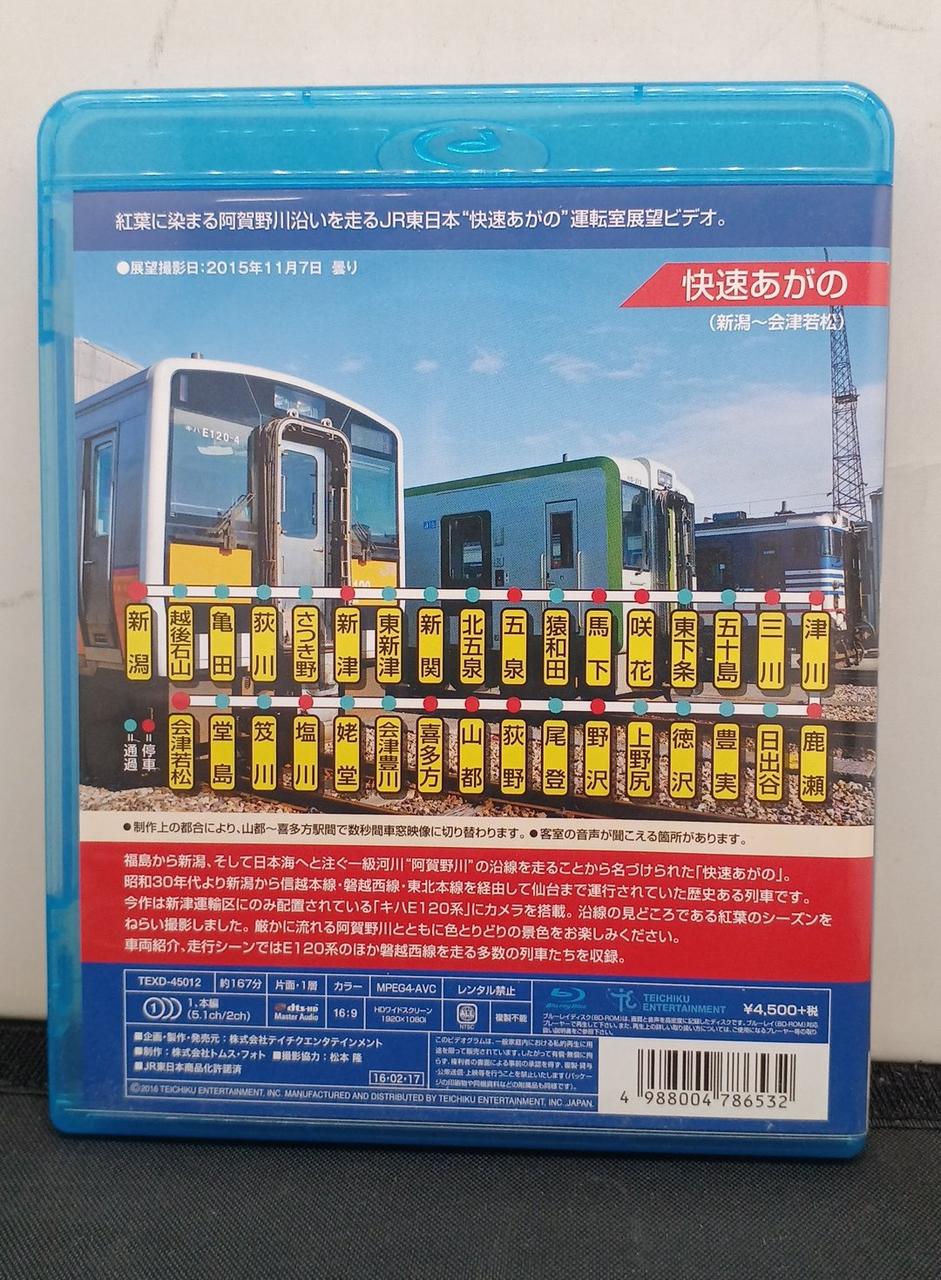 紅葉に染まる阿賀野川沿いを走るJR東日本“快速あがの”運転室展望ビデオ。
●展望撮影日：2015年11月7日 曇り
快速あがの
（新潟～会津若松）
キハE120-4
新潟 越後石山 亀田 荻川 さつき野 新津 東新津 新関 北五泉 五泉 猿和田 馬下 咲花 東下条 五十島 三川 津川
●＝通過 ●＝停車
会津若松 堂島 笈川 塩川 姥堂 会津豊川 喜多方 山都 荻野 尾登 野沢 上野尻 徳沢 豊実 日出谷 鹿瀬
●制作上の都合により、山都～喜多方駅間で数秒間車窓映像に切り替わります。●客室の音声が聞こえる箇所があります。
福島から新潟、そして日本海へと注ぐ一級河川“阿賀野川”の沿線を走ることから名づけられた「快速あがの」。
昭和30年代より新潟から信越本線・磐越西線・東北本線を経由して仙台まで運行されていた歴史ある列車です。
今作は新津運輸区にのみ配置されている「キハE120系」にカメラを搭載。沿線の見どころである紅葉のシーズンを
ねらい撮影しました。厳かに流れる阿賀野川とともに色とりどりの景色をお楽しみください。
車両紹介、走行シーンではE120系のほか磐越西線を走る多数の列車たちを収録。
TEXD-45012 約167分 片面・1層 カラー MPEG4-AVC レンタル禁止
1.本編
(5.1ch/2ch)
dts-HD
Master Audio
16:9
HDワイドスクリーン
1920×1080i
ALL
NTSC
複製不能
Blu-ray Disc
TEICHIKU
ENTERTAINMENT
¥4,500+税
■企画・製作・発売元：株式会社テイチクエンタテインメント
■制作：株式会社トムス・フォト ■撮影協力：松本 隆
■JR東日本商品化許諾済
16・02・17
©2016 TEICHIKU ENTERTAINMENT, INC. MANUFACTURED AND DISTRIBUTED BY TEICHIKU ENTERTAINMENT, INC. JAPAN.
4 988004 786532